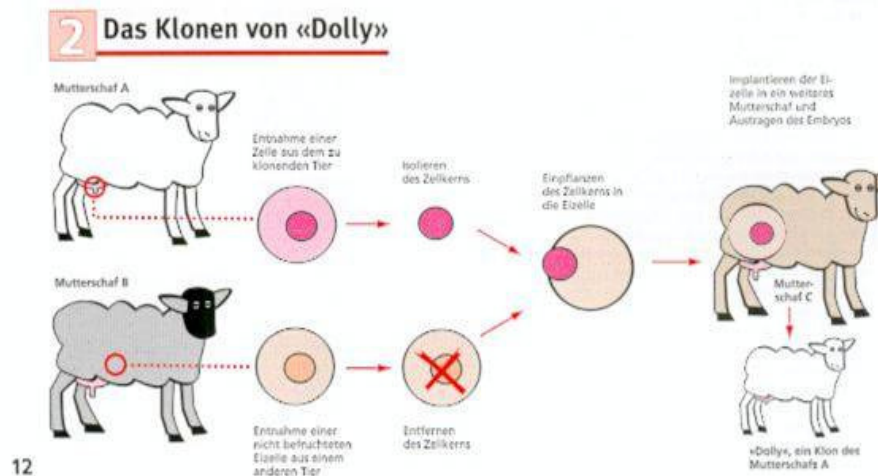 2 Das Klonen von «Dolly»
Mutterschaf A
Entnahme einer
Zelle aus dem zu
klonenden Tier
Isolieren
des Zellkerns
Einpflanzen
des Zellkerns in
die Eizelle
Implantieren der Ei-
zelle in ein weiteres
Mutterschaf und
Austragen des Embryos
Mutterschaf B
Entnahme einer
nicht befruchteten
Eizelle aus einem
anderen Tier
Entfernen
des Zellkerns
Mutter-
schaf C
»Dolly«, ein Klon des
Mutterschafs A
12